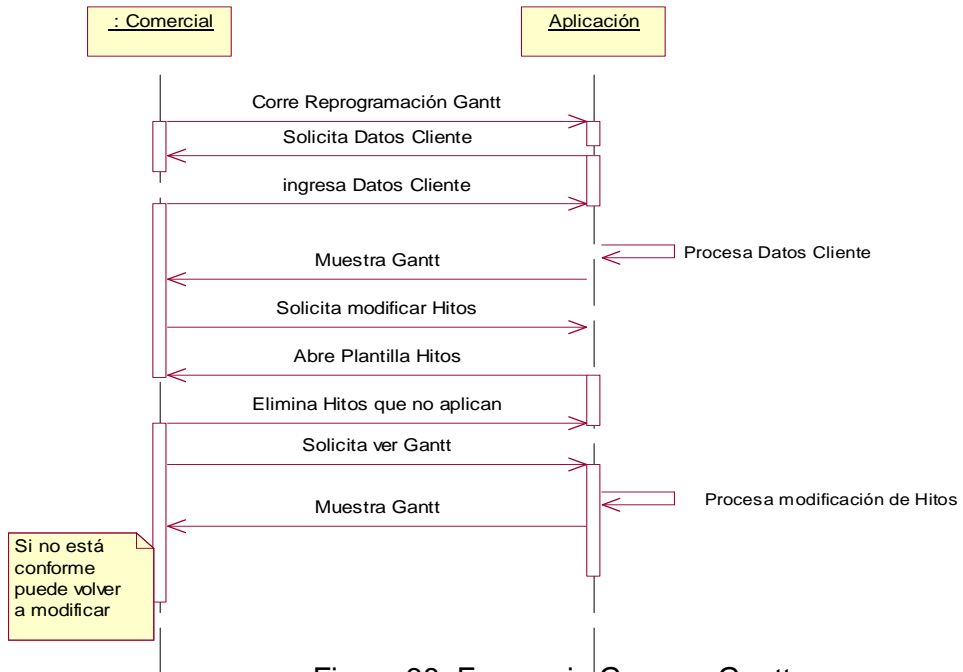 : Comercial
Aplicación
Corre Reprogramación Gantt
Solicita Datos Cliente
ingresa Datos Cliente
Procesa Datos Cliente
Muestra Gantt
Solicita modificar Hitos
Abre Plantilla Hitos
Elimina Hitos que no aplican
Solicita ver Gantt
Procesa modificación de Hitos
Muestra Gantt
Si no está
conforme
puede volver
a modificar